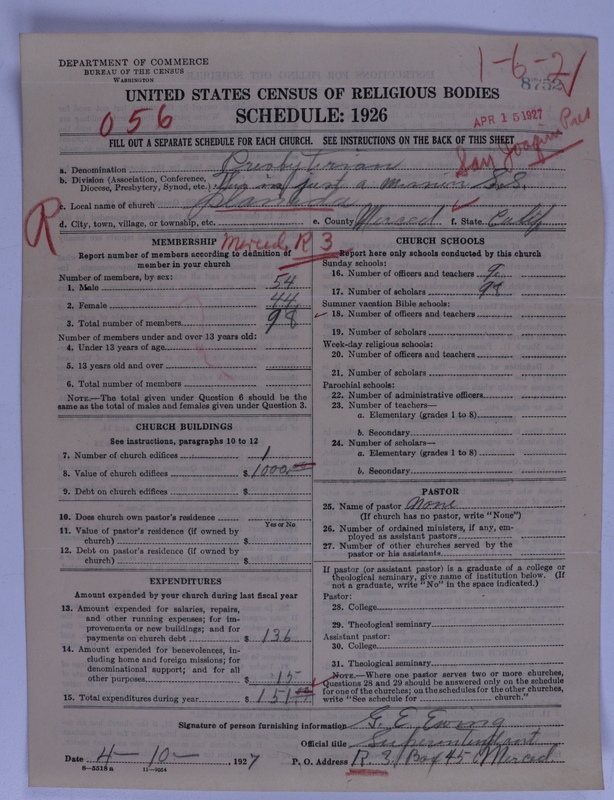 DEPARTMENT OF COMMERCE
BUREAU OF THE CENSUS
WASHINGTON
1-6-21
8752
UNITED STATES CENSUS OF RELIGIOUS BODIES
SCHEDULE: 1926
056
APR 15 1927
FILL OUT A SEPARATE SCHEDULE FOR EACH CHURCH. SEE INSTRUCTIONS ON THE BACK OF THIS SHEET
San Joaquin Pres
a. Denomination Presbyterian
b. Division (Association, Conference, Diocese, Presbytery, Synod, etc.) this is just a mission S.S.
c. Local name of church Planada
R
d. City, town, village, or township, etc. e. County Merced f. State Calif
Merced, R 3
MEMBERSHIP
Report number of members according to definition of
member in your church
Number of members, by sex:
1. Male 54
2. Female 44
3. Total number of members 98
Number of members under and over 13 years old:
4. Under 13 years of age
5. 13 years old and over
6. Total number of members
NOTE.—The total given under Question 6 should be
same as the total of males and females given under Question 3.
CHURCH BUILDINGS
See instructions, paragraphs 10 to 12
7. Number of church edifices 1
8. Value of church edifices $ 1000
9. Debt on church edifices $
10. Does church own pastor's residence
Yes or No
11. Value of pastor's residence (if owned by
church) $
12. Debt on pastor's residence (if owned by
church) $
EXPENDITURES
Amount expended by your church during last fiscal year
13. Amount expended for salaries, repairs,
and other running expenses; for im-
provements or new buildings; and for
payments on church debt $ 136
14. Amount expended for benevolences, in-
cluding home and foreign missions; for
denominational support; and for all
other purposes $ 15
15. Total expenditures during year $ 151
CHURCH SCHOOLS
Report here only schools conducted by this church
Sunday schools:
16. Number of officers and teachers 9
17. Number of scholars 98
Summer vacation Bible schools:
18. Number of officers and teachers
19. Number of scholars
Week-day religious schools:
20. Number of officers and teachers
21. Number of scholars
Parochial schools:
22. Number of administrative officers
23. Number of teachers—
a. Elementary (grades 1 to 8)
b. Secondary
24. Number of scholars—
a. Elementary (grades 1 to 8)
b. Secondary
PASTOR
25. Name of pastor None
(If church has no pastor, write "None")
26. Number of ordained ministers, if any, em-
ployed as assistant pastors
27. Number of other churches served by the
pastor or his assistants
If pastor (or assistant pastor) is a graduate of a college or
theological seminary, give name of institution below. (If
not a graduate, write "No" in the space indicated.)
Pastor:
28. College
29. Theological seminary
Assistant pastor:
30. College
31. Theological seminary
NOTE.—Where one pastor serves two or more churches,
Questions 28 and 29 should be answered only on the schedule
for one of the churches; on the schedules for the other churches,
write "See schedule for church."
Signature of person furnishing information G. E. Ewing
Official title Superintendant
Date 4-10-, 1927 P. O. Address R. 3, Box 45 C Merced
8-5518a 11-9054